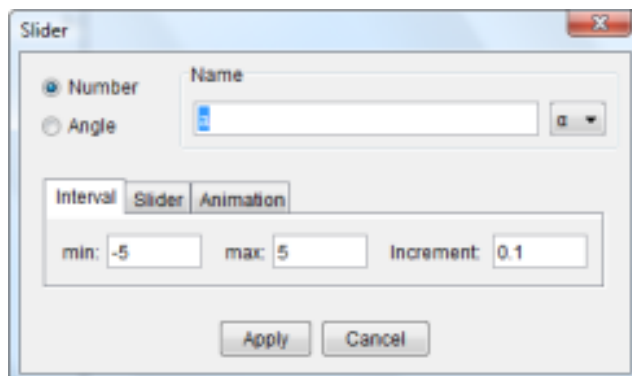 Slider
Number
Name
a
α
Angle
Interval Slider Animation
min: -5 max: 5 Increment: 0.1
Apply Cancel